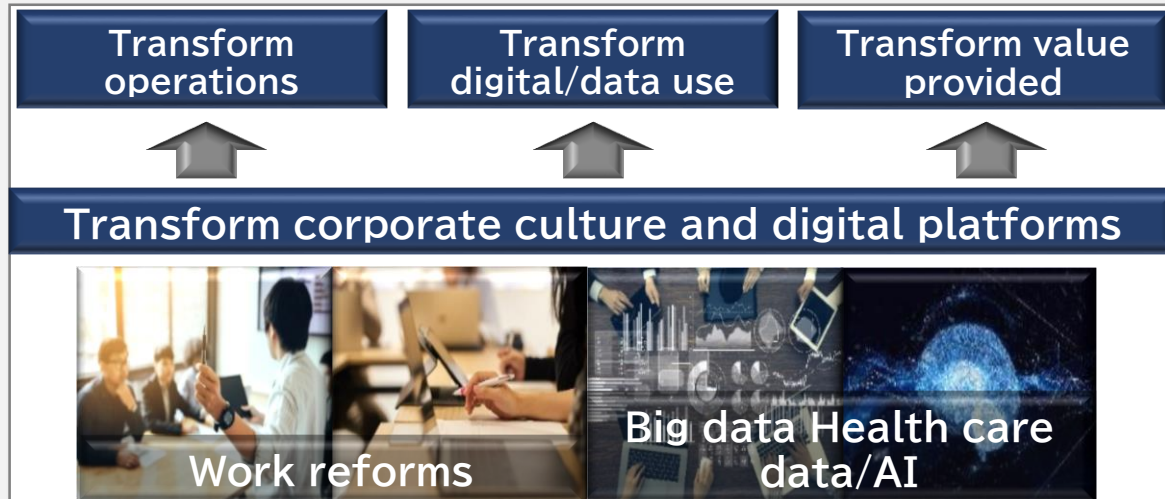 Transform
operations
Transform
digital/data use
Transform value
provided
Transform corporate culture and digital platforms
Work reforms
Big data Health care
data/AI